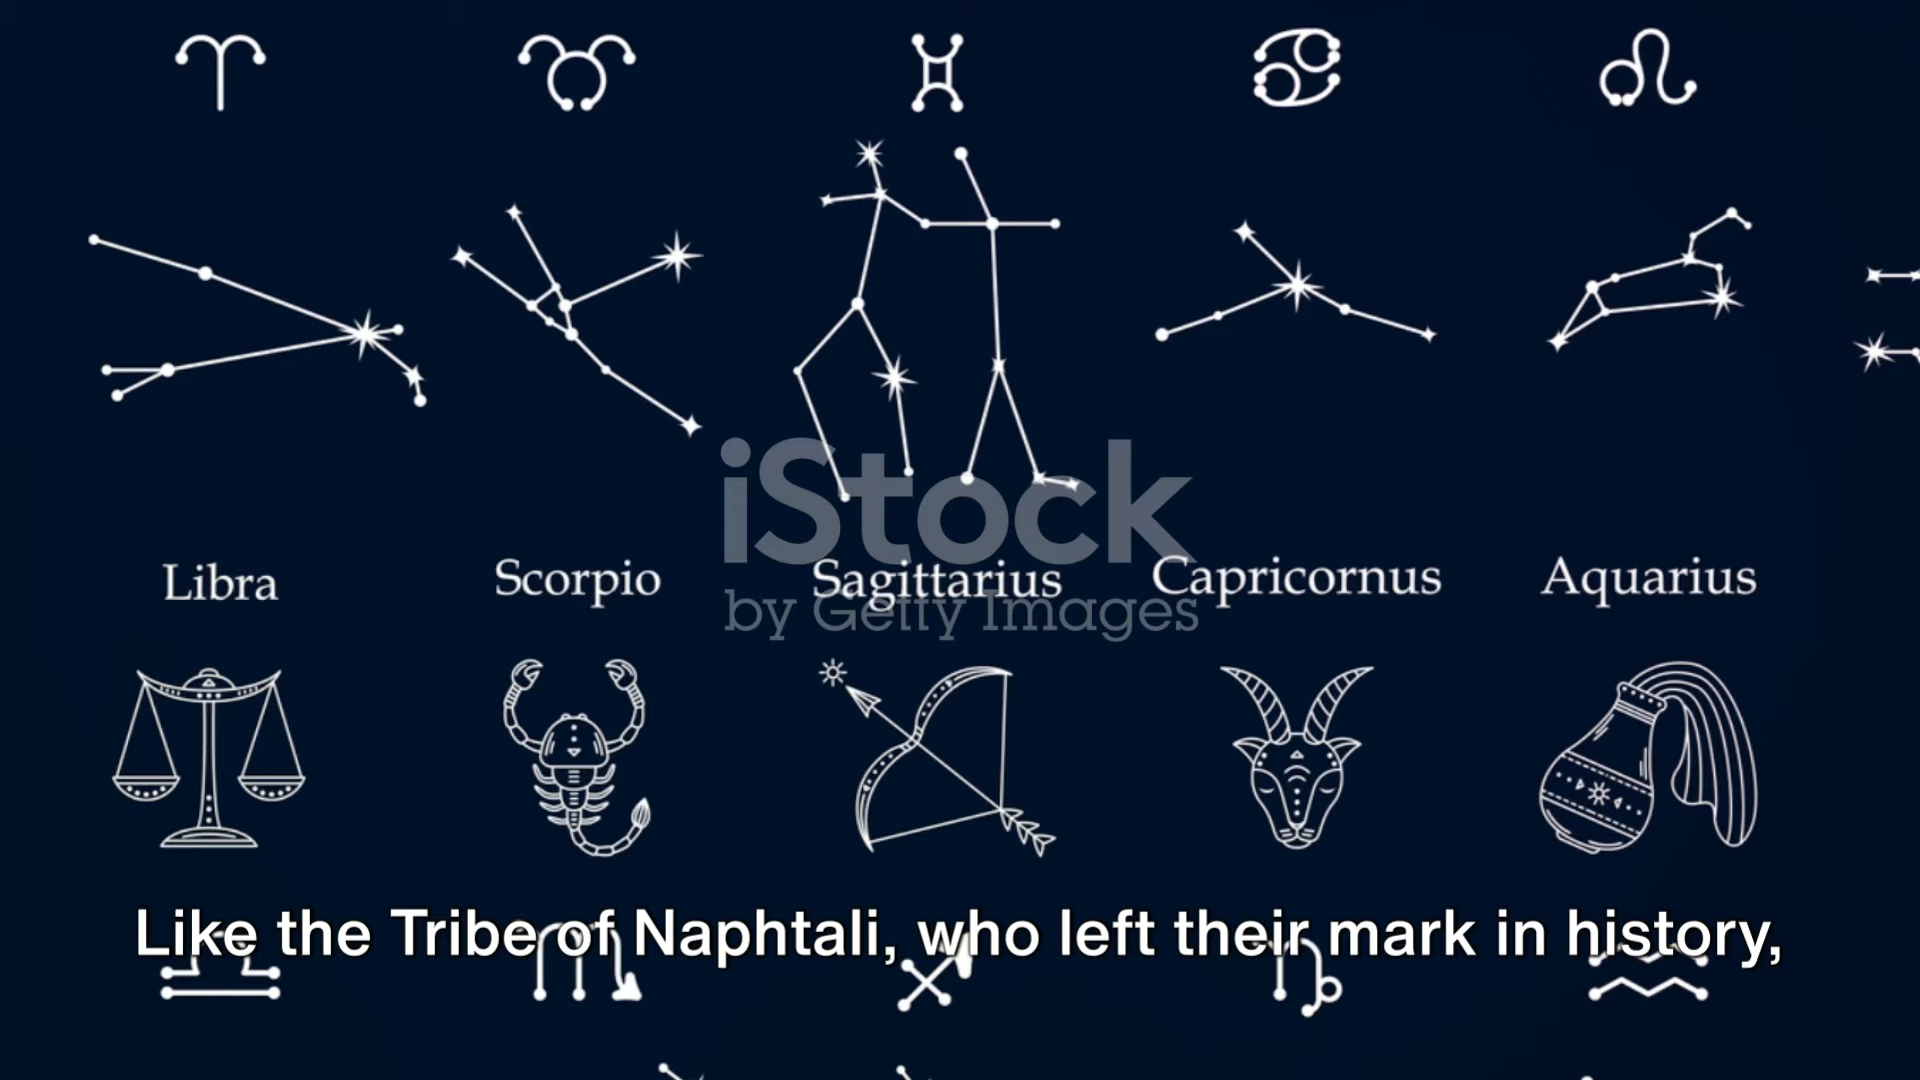 iStock
Libra
Scorpio
Sagittarius
Capricornus
Aquarius
by Getty Images
Like the Tribe of Naphtali, who left their mark in history,